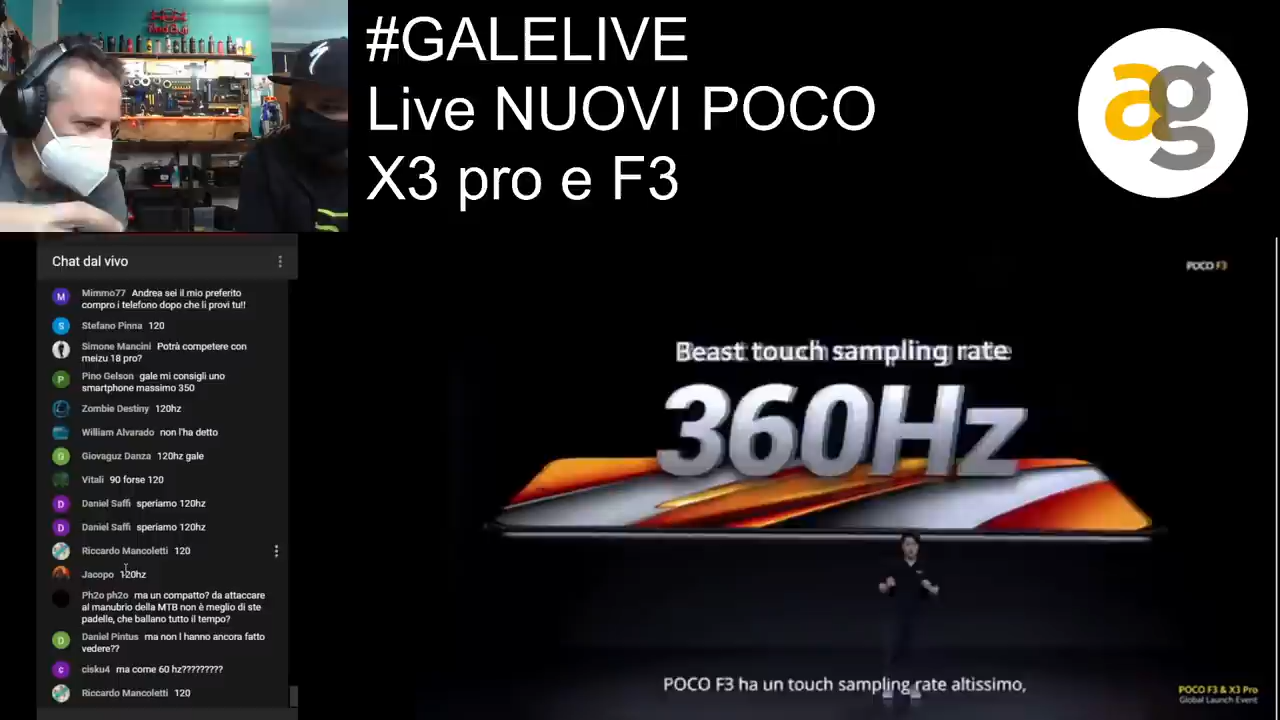 #GALELIVE
Live NUOVI POCO
X3 pro e F3
ag
Chat dal vivo
M Mimmo77 Andrea sei il mio preferito
compro i telefono dopo che li provi tu!!
S Stefano Pinna 120
Simone Mancini Potrà competere con
meizu 18 pro?
P Pino Gelson gale mi consigli uno
smartphone massimo 350
Zombie Destiny 120hz
William Alvarado non l'ha detto
G Giovaguz Danza 120hz gale
Vitali 90 forse 120
D Daniel Saffi speriamo 120hz
D Daniel Saffi speriamo 120hz
Riccardo Mancoletti 120
Jacopo 120hz
Ph2o ph2o ma un compatto? da attaccare
al manubrio della MTB non è meglio di ste
padelle, che ballano tutto il tempo?
D Daniel Pintus ma non l hanno ancora fatto
vedere??
c cisku4 ma come 60 hz?????????
Riccardo Mancoletti 120
POCO F3
Beast touch sampling rate
360Hz
POCO F3 ha un touch sampling rate altissimo,
POCO F3 & X3 Pro
Global Launch Event